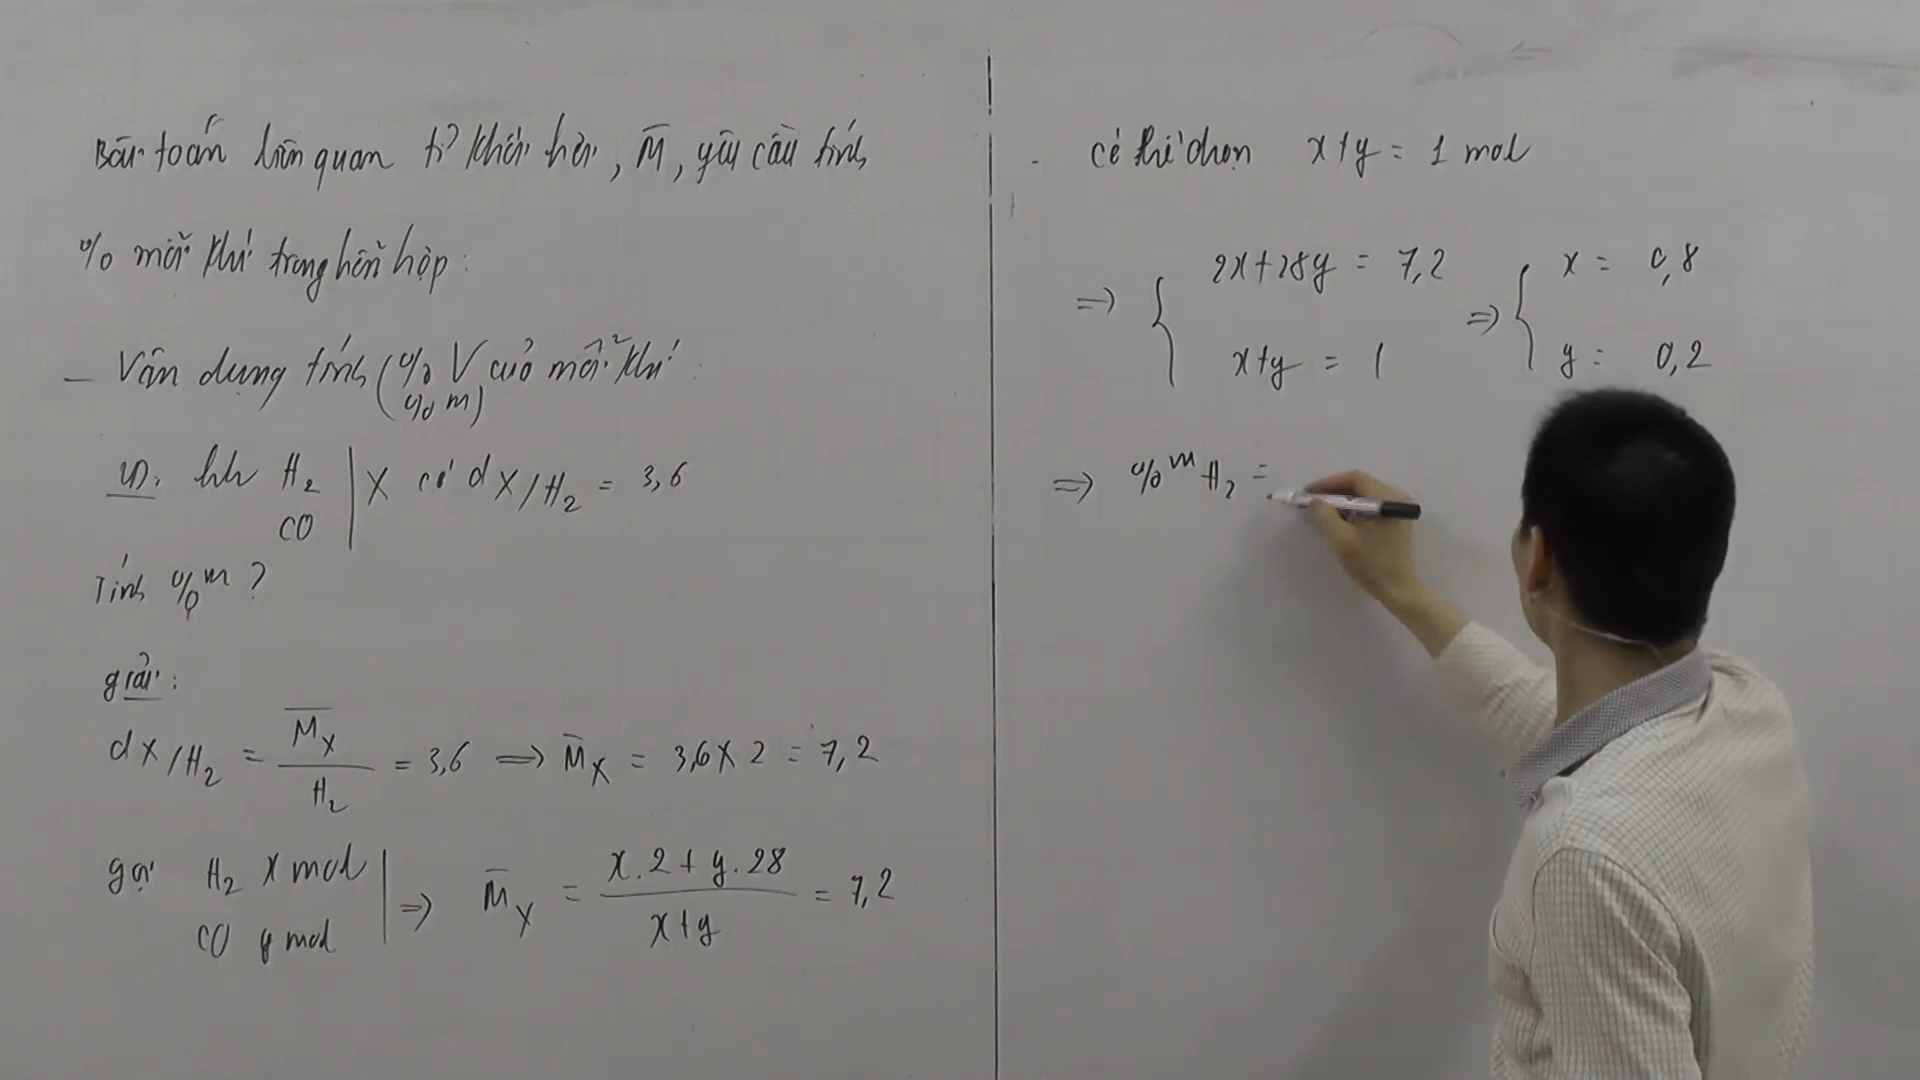 Bài toán liên quan tỉ khối hơi, M̅, yêu cầu tính
% mỗi khí trong hỗn hợp:
- Vận dụng tính (% V của mỗi khí:
% m)
VD: hh H₂ | X có d X/H₂ = 3,6
CO
Tính % m ?
giải:
d X/H₂ = M̅X / H₂ = 3,6 ⇒ M̅X = 3,6 x 2 = 7,2
gọi H₂ x mol | ⇒ M̅X = (x.2 + y.28) / (x+y) = 7,2
CO y mol
- có thể chọn x+y = 1 mol
⇒ { 2x+28y = 7,2 ⇒ { x = 0,8
x+y = 1 y = 0,2
⇒ % m H₂ =